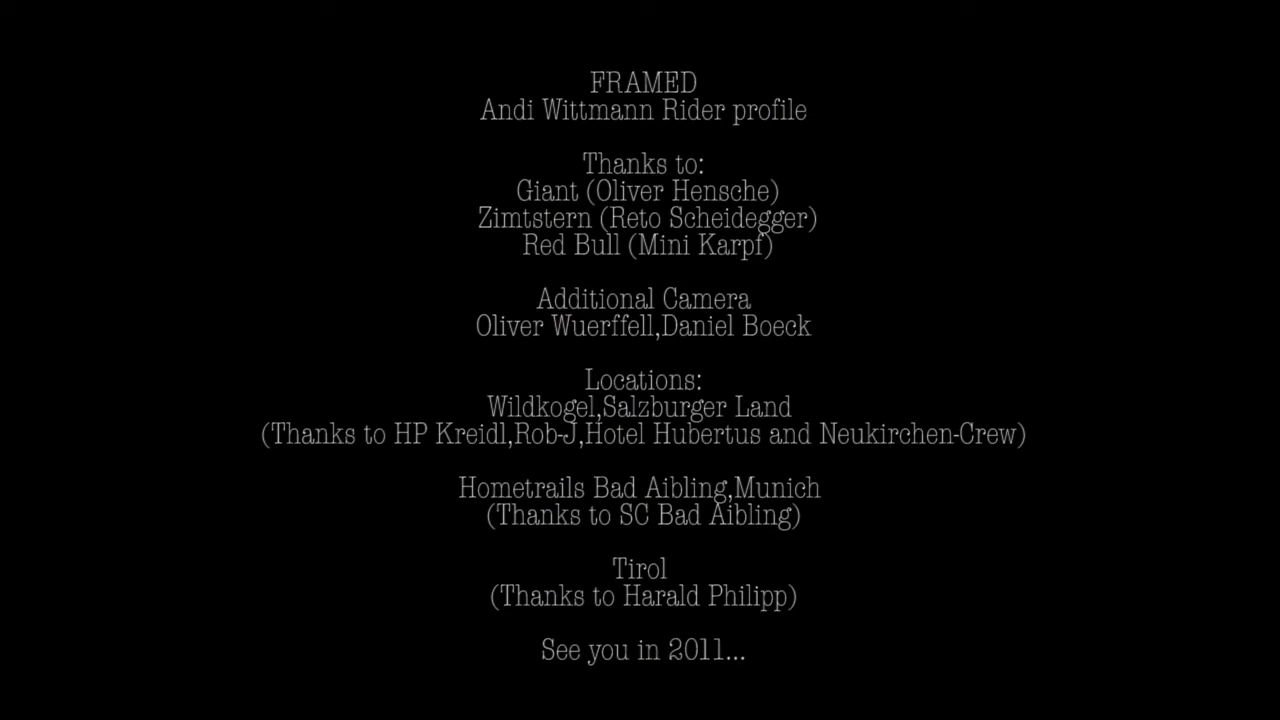 FRAMED
Andi Wittmann Rider profile
Thanks to:
Giant (Oliver Hensche)
Zimtstern (Reto Scheidegger)
Red Bull (Mini Karpf)
Additional Camera
Oliver Wuerffell,Daniel Boeck
Locations:
Wildkogel,Salzburger Land
(Thanks to HP Kreidl,Rob-J,Hotel Hubertus and Neukirchen-Crew)
Hometrails Bad Aibling,Munich
(Thanks to SC Bad Aibling)
Tirol
(Thanks to Harald Philipp)
See you in 2011...